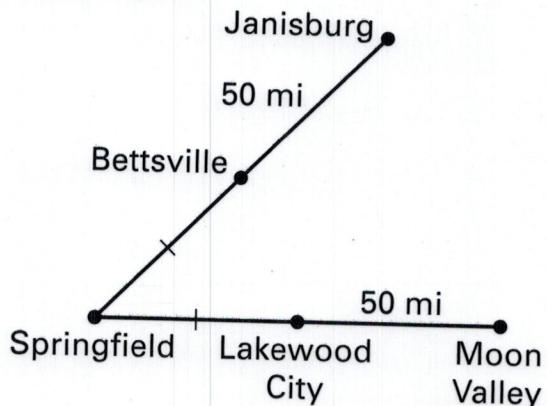 Janisburg
50 mi
Bettsville
50 mi
Springfield
Lakewood
City
Moon
Valley